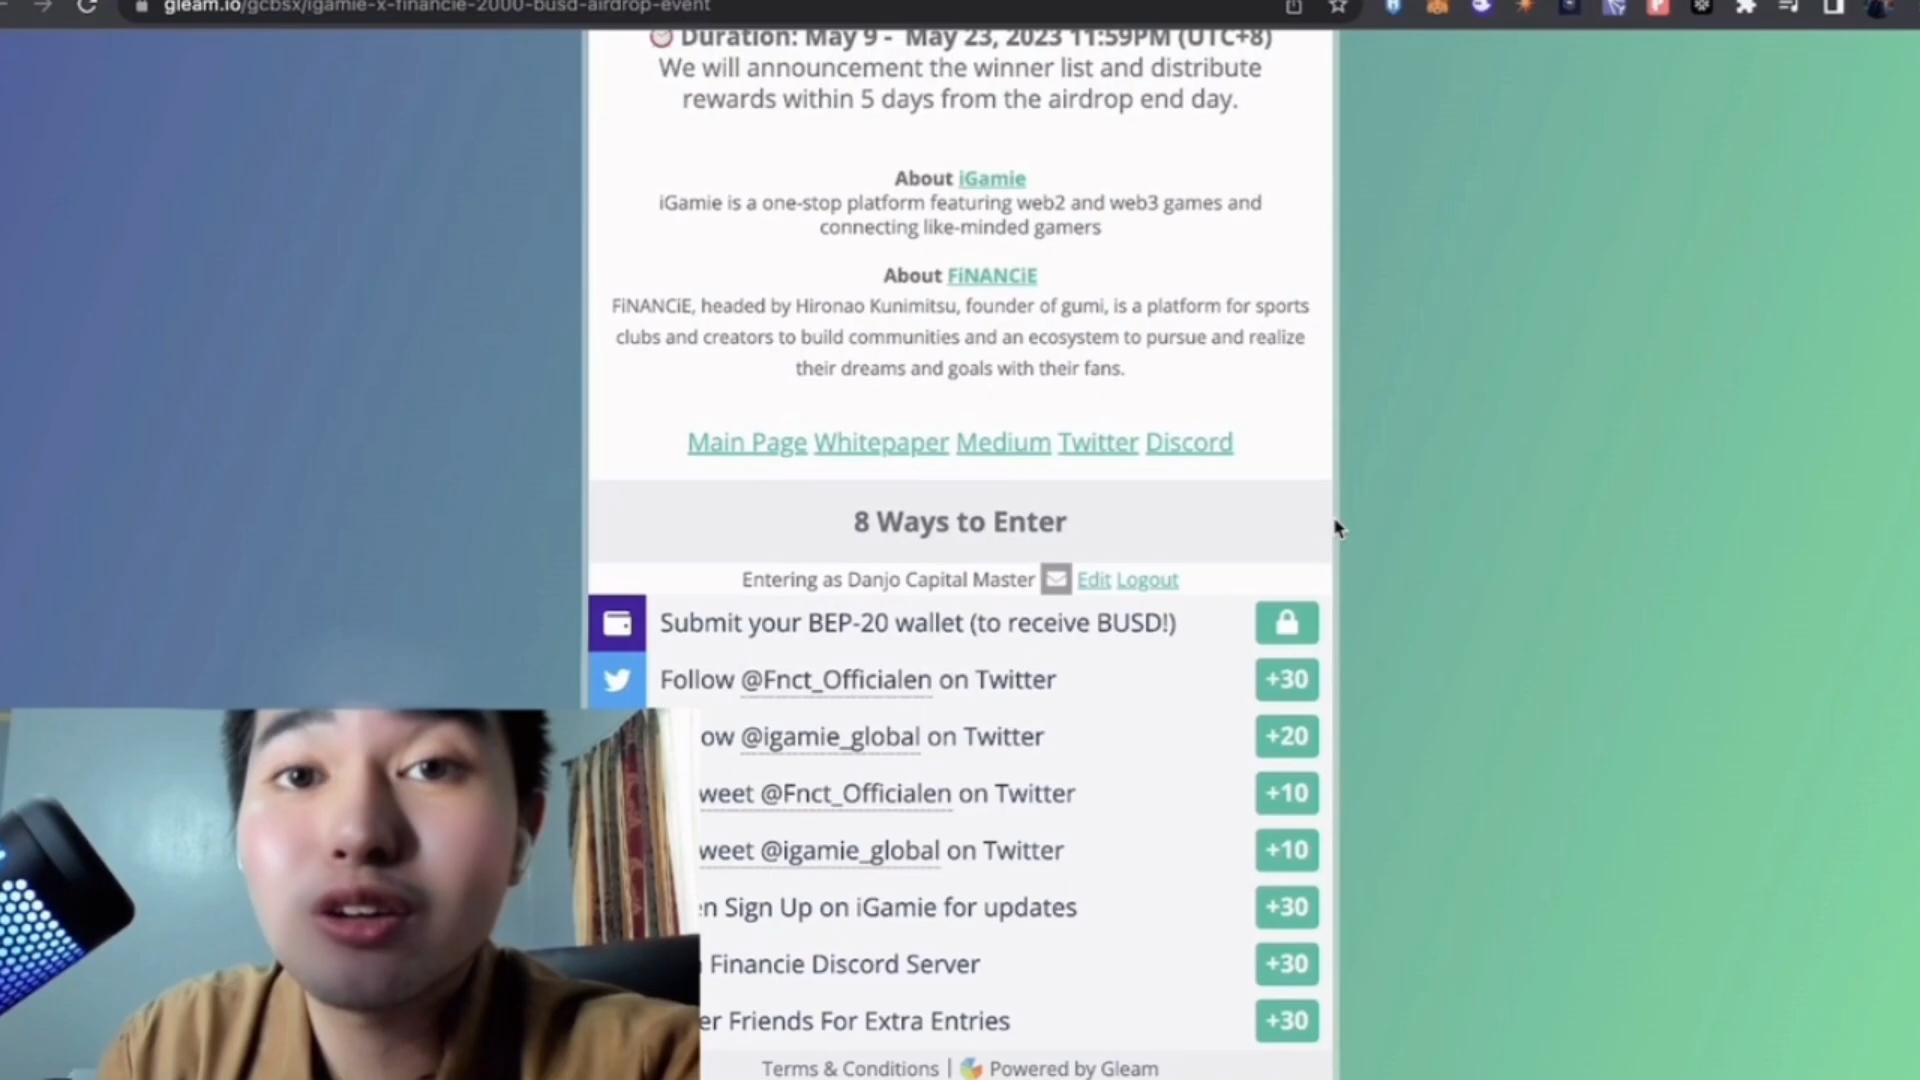 gleam.io/gcbsx/igamie-x-financie-2000-busd-airdrop-event
Duration: May 9 - May 23, 2023 11:59PM (UTC+8)
We will announcement the winner list and distribute
rewards within 5 days from the airdrop end day.
About iGamie
iGamie is a one-stop platform featuring web2 and web3 games and
connecting like-minded gamers
About FiNANCiE
FiNANCiE, headed by Hironao Kunimitsu, founder of gumi, is a platform for sports
clubs and creators to build communities and an ecosystem to pursue and realize
their dreams and goals with their fans.
Main Page Whitepaper Medium Twitter Discord
8 Ways to Enter
Entering as Danjo Capital Master Edit Logout
Submit your BEP-20 wallet (to receive BUSD!)
Follow @Fnct_Officialen on Twitter +30
ow @igamie_global on Twitter +20
weet @Fnct_Officialen on Twitter +10
weet @igamie_global on Twitter +10
en Sign Up on iGamie for updates +30
Financie Discord Server +30
er Friends For Extra Entries +30
Terms & Conditions | Powered by Gleam